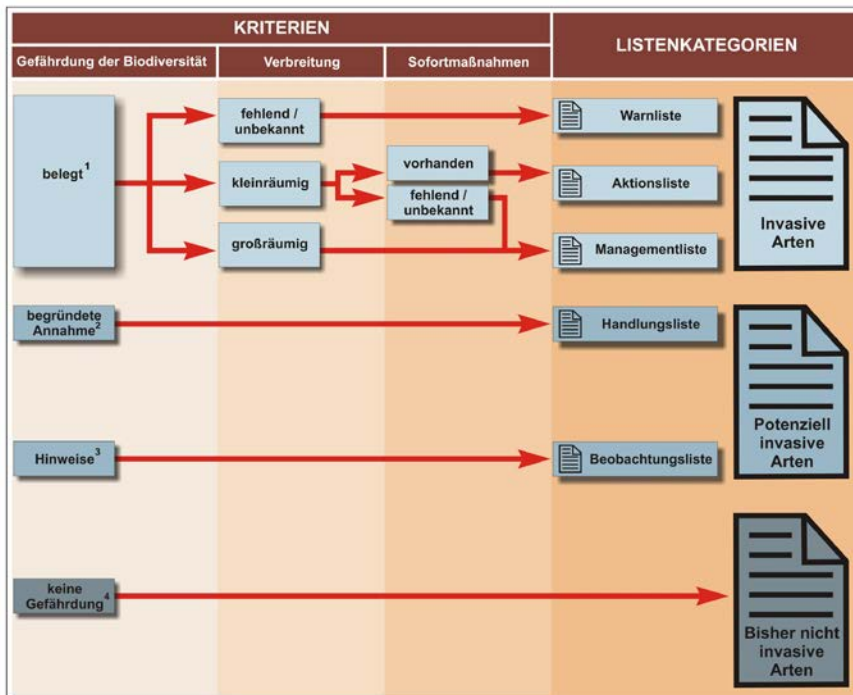 KRITERIEN
LISTENKATEGORIEN
Gefährdung der Biodiversität
Verbreitung
Sofortmaßnahmen
belegt¹
fehlend /
unbekannt
Warnliste
kleinräumig
vorhanden
Aktionsliste
fehlend /
unbekannt
großräumig
Managementliste
Invasive
Arten
begründete
Annahme²
Handlungsliste
Hinweise³
Beobachtungsliste
Potenziell
invasive
Arten
keine
Gefährdung⁴
Bisher nicht
invasive
Arten